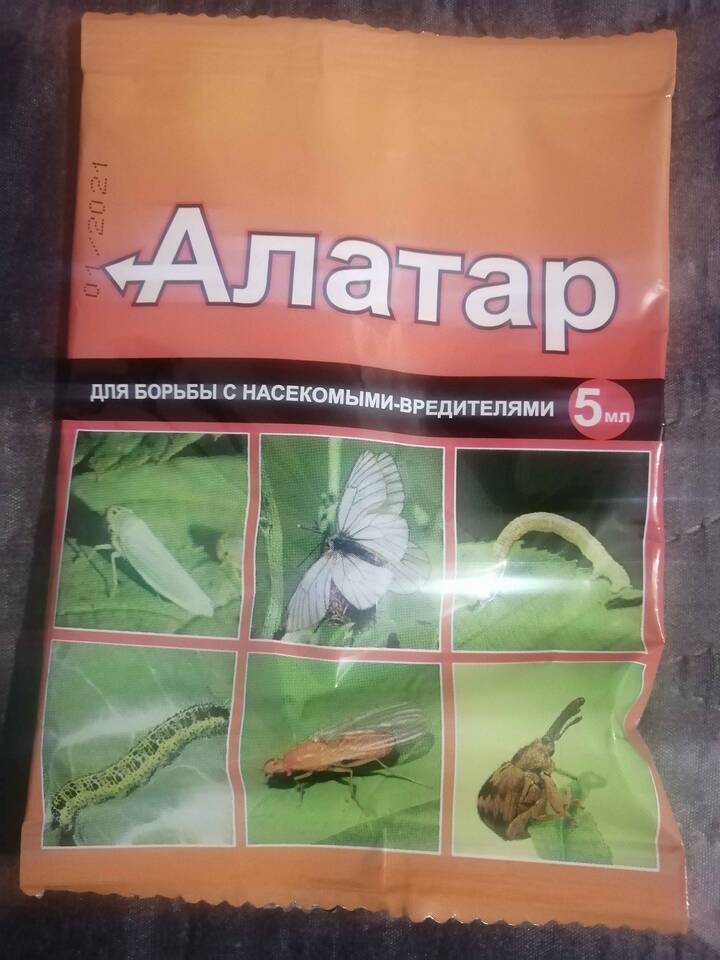 01/2021
Алатар
ДЛЯ БОРЬБЫ С НАСЕКОМЫМИ-ВРЕДИТЕЛЯМИ 5 мл